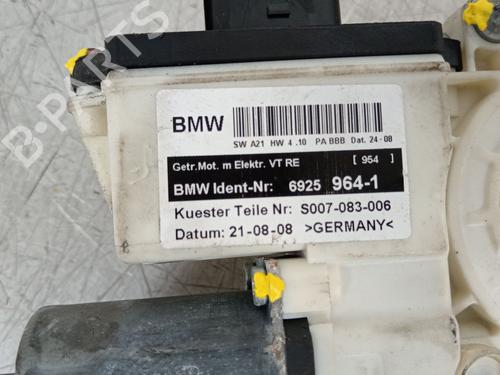 BMW
SW A21 HW 4 .10 PA BBB Dat. 24-08
Getr.Mot. m Elektr. VT RE [ 954 ]
BMW Ident-Nr: 6925 964-1
Kuester Teile Nr: S007-083-006
Datum: 21-08-08 >GERMANY<
B-Parts